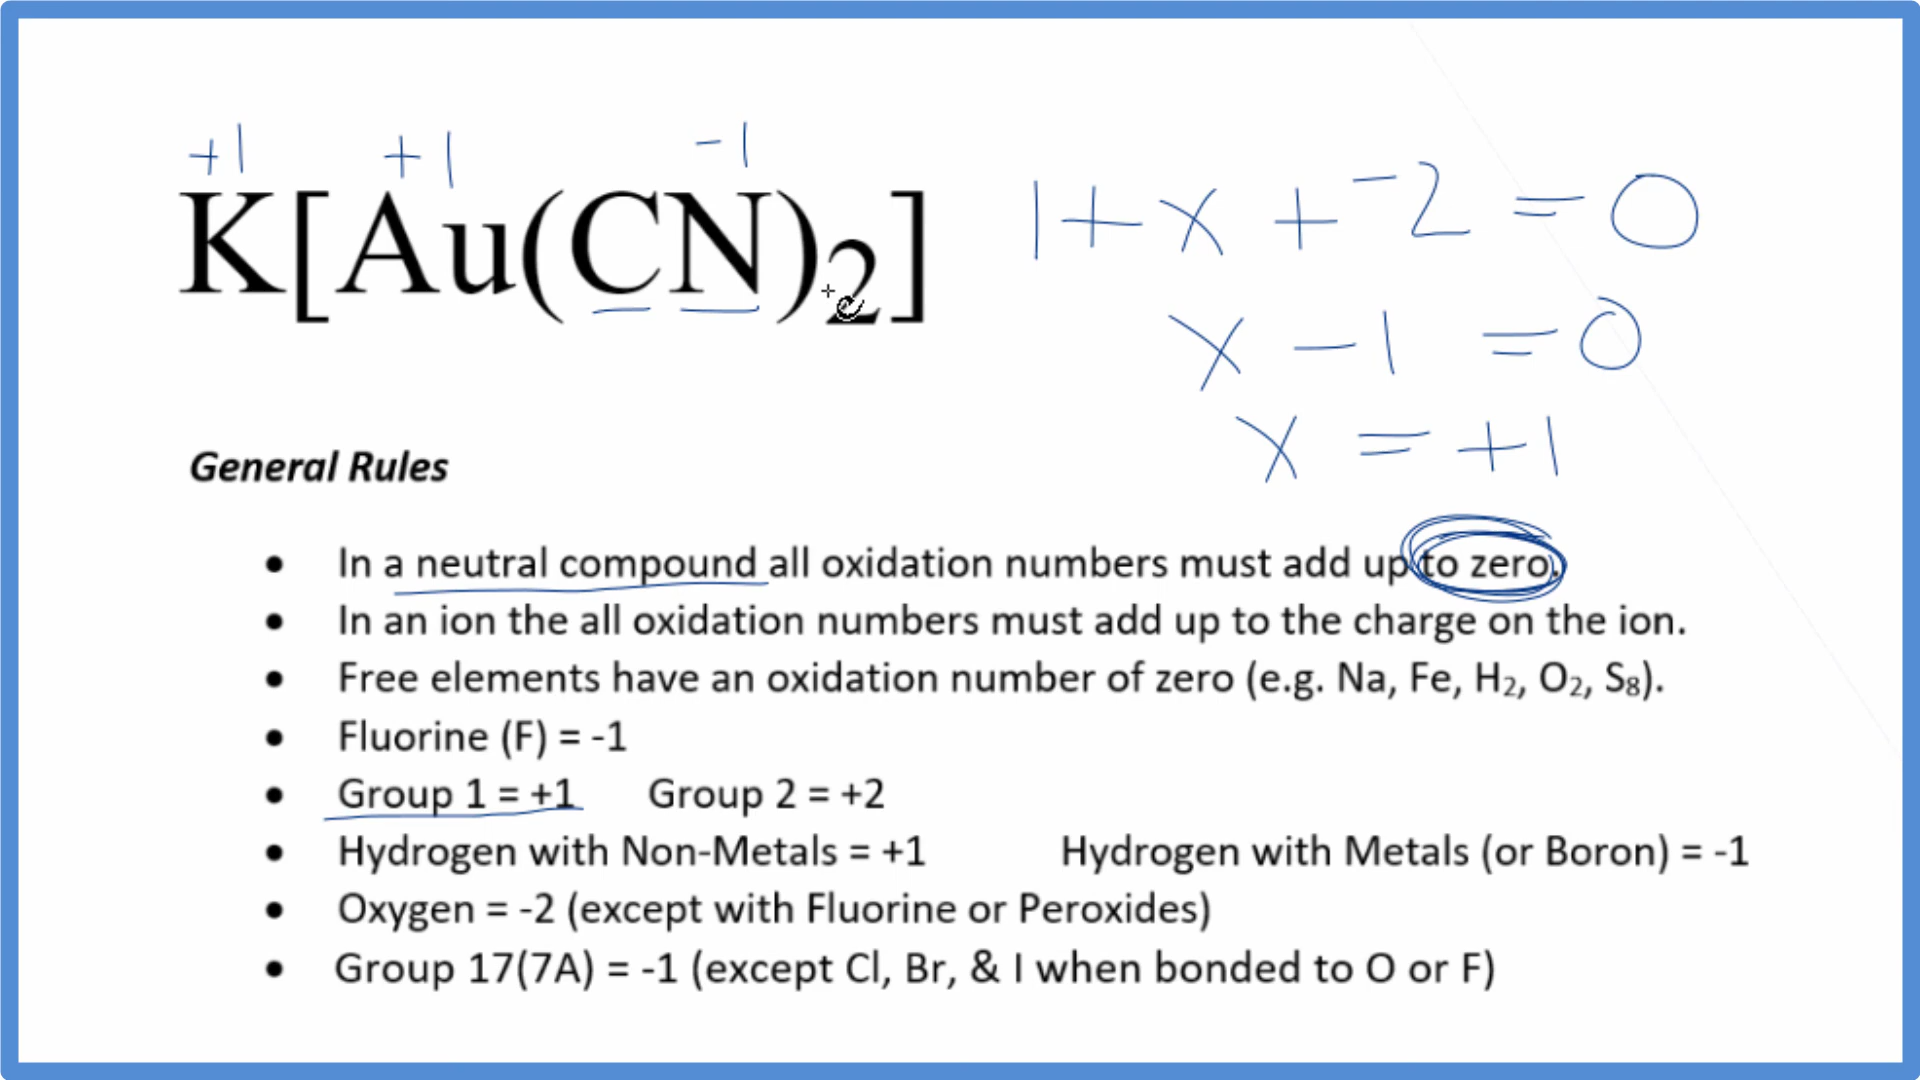 +1 +1 -1
K[Au(CN)₂]
1 + x + -2 = 0
x - 1 = 0
x = +1
General Rules
• In a neutral compound all oxidation numbers must add up to zero.
• In an ion the all oxidation numbers must add up to the charge on the ion.
• Free elements have an oxidation number of zero (e.g. Na, Fe, H₂, O₂, S₈).
• Fluorine (F) = -1
• Group 1 = +1 Group 2 = +2
• Hydrogen with Non-Metals = +1 Hydrogen with Metals (or Boron) = -1
• Oxygen = -2 (except with Fluorine or Peroxides)
• Group 17(7A) = -1 (except Cl, Br, & I when bonded to O or F)